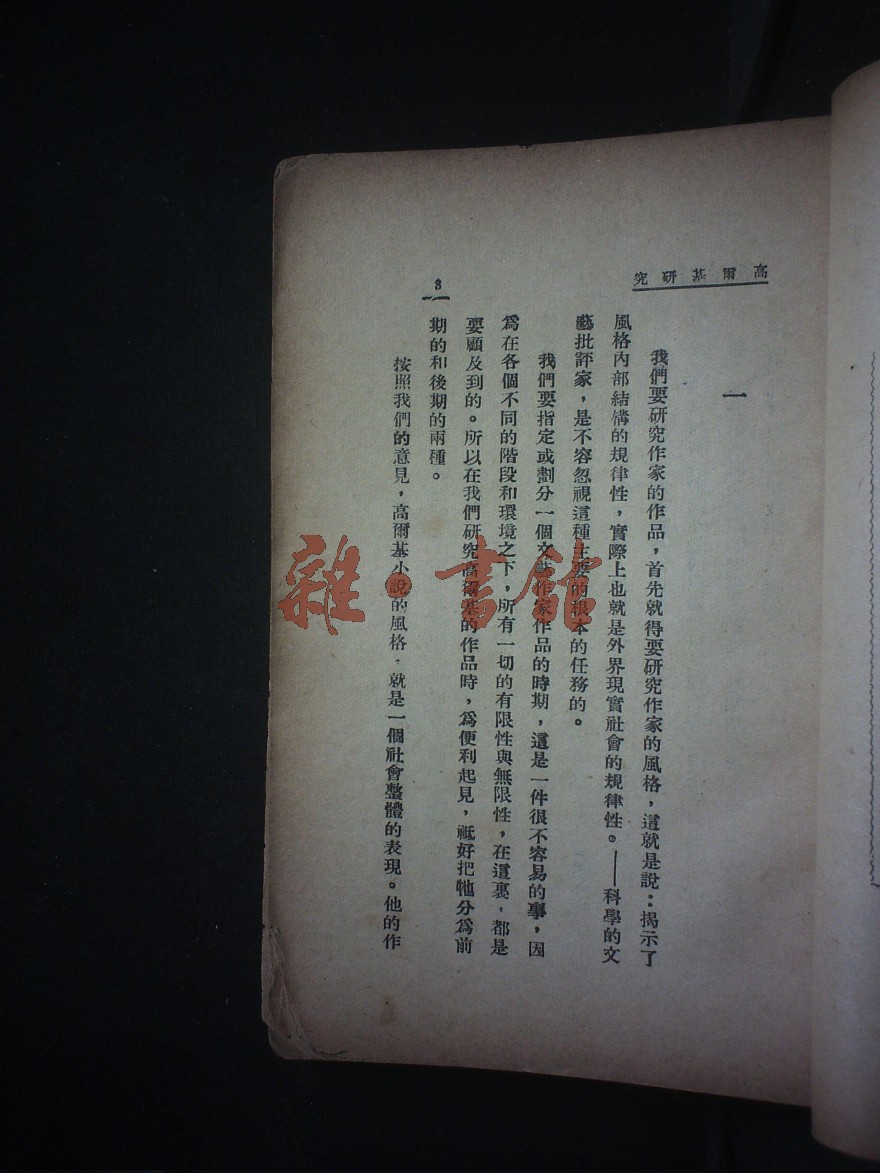 高爾基研究
一
我們要研究作家的作品，首先就得要研究作家的風格，這就是說：揭示了
風格內部結構的規律性，實際上也就是外界現實社會的規律性。——科學的文
藝批評家，是不容忽視這種主要的根本的任務的。
我們要指定或劃分一個文藝作家作品的時期，這是一件很不容易的事，因
為在各個不同的階段和環境之下，所有一切的有限性與無限性，在這裏，都是
要顧及到的。所以在我們研究高爾基的作品時，為便利起見，祗好把牠分為前
期的和後期的兩種。
按照我們的意見，高爾基小說的風格，就是一個社會整體的表現。他的作
8
雜·書館